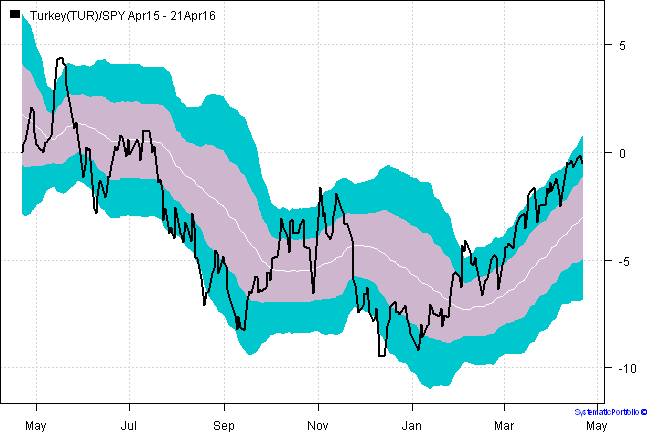 Turkey(TUR)/SPY Apr15 - 21Apr16
5
0
-5
-10
May Jul Sep Nov Jan Mar May
SystematicPortfolio ©